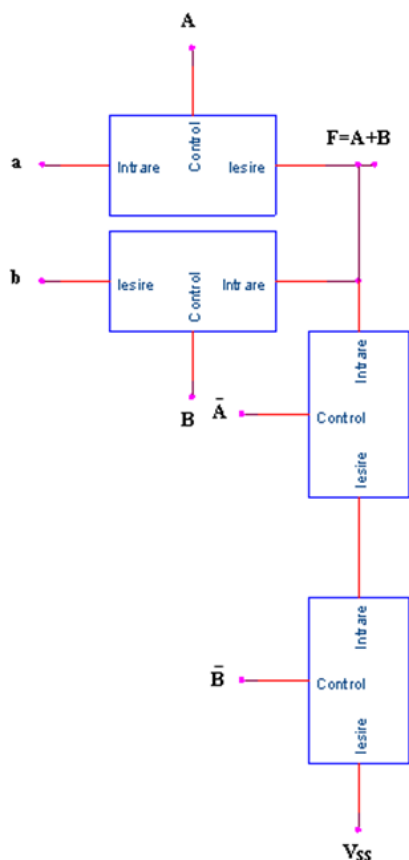 A
F=A+B
a
Intrare
Control
Iesire
b
Iesire
Control
Intrare
B
Ā
Intrare
Control
Iesire
B̄
Intrare
Control
Iesire
Vss